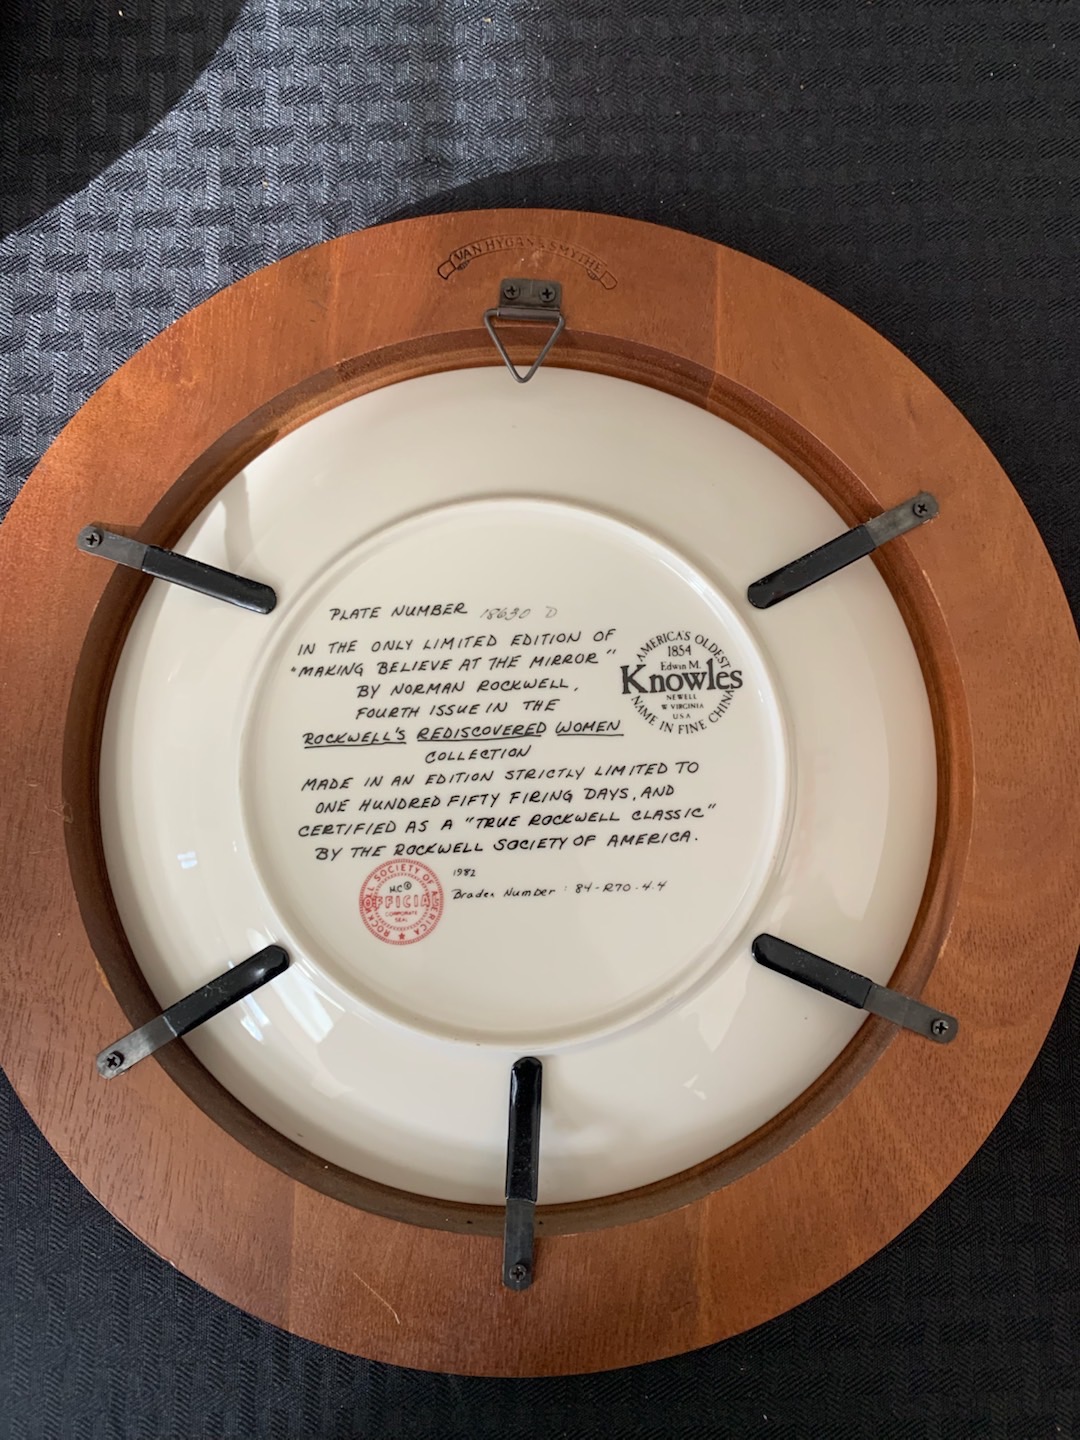 VAN HYGAN & SMYTHE
PLATE NUMBER 18630 D
IN THE ONLY LIMITED EDITION OF
"MAKING BELIEVE AT THE MIRROR"
BY NORMAN ROCKWELL,
FOURTH ISSUE IN THE
ROCKWELL'S REDISCOVERED WOMEN
COLLECTION
MADE IN AN EDITION STRICTLY LIMITED TO
ONE HUNDRED FIFTY FIRING DAYS, AND
CERTIFIED AS A "TRUE ROCKWELL CLASSIC"
BY THE ROCKWELL SOCIETY OF AMERICA.
AMERICA'S OLDEST
1854
Edwin M.
Knowles
NEWELL
W VIRGINIA
USA
NAME IN FINE CHINA
ROCKWELL SOCIETY OF AMERICA
H.C®
OFFICIAL
CORPORATE
SEAL
1982
Bradex Number: 84-R70-4.4